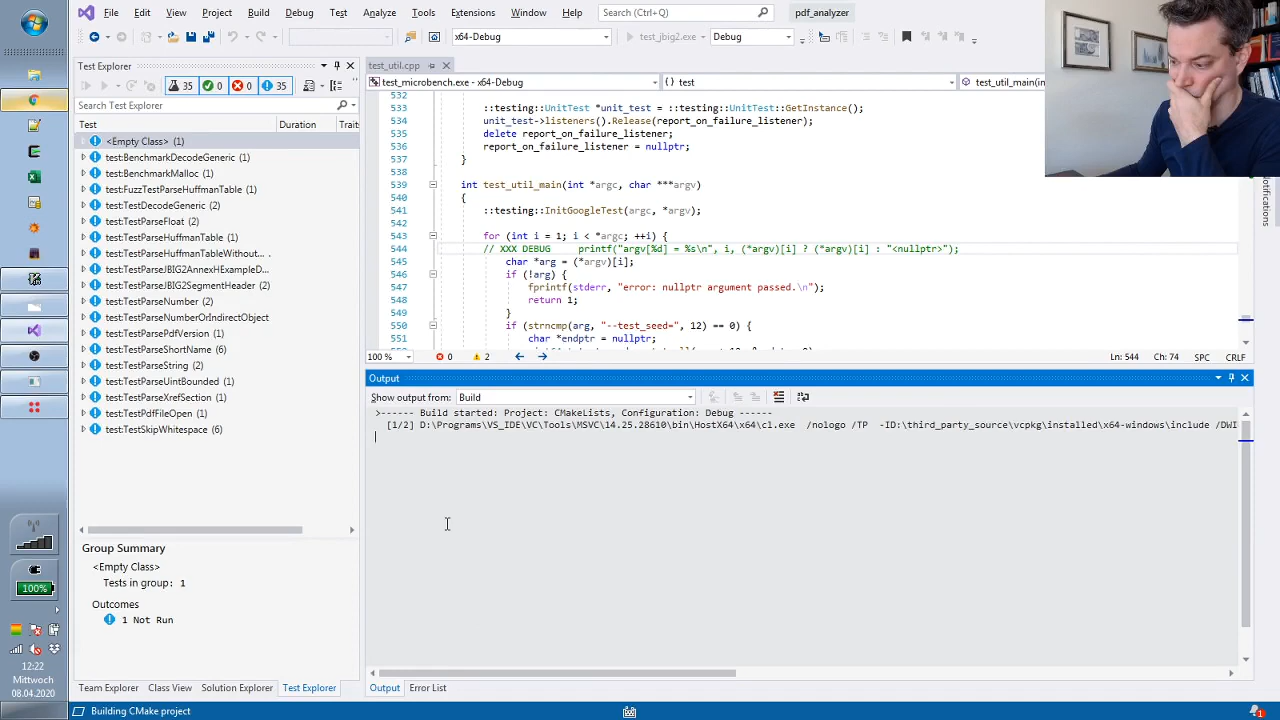 File Edit View Project Build Debug Test Analyze Tools Extensions Window Help Search (Ctrl+Q) pdf_analyzer
x64-Debug test_jbig2.exe Debug
Test Explorer
35 0 0 35
Search Test Explorer
Test Duration Traits
<Empty Class> (1)
test:BenchmarkDecodeGeneric (1)
test:BenchmarkMalloc (1)
test:FuzzTestParseHuffmanTable (1)
test:TestDecodeGeneric (2)
test:TestParseFloat (2)
test:TestParseHuffmanTable (1)
test:TestParseHuffmanTableWithout...
test:TestParseJBIG2AnnexHExampleD...
test:TestParseJBIG2SegmentHeader (2)
test:TestParseNumber (2)
test:TestParseNumberOrIndirectObject
test:TestParsePdfVersion (1)
test:TestParseShortName (6)
test:TestParseString (2)
test:TestParseUintBounded (1)
test:TestParseXrefSection (1)
test:TestPdfFileOpen (1)
test:TestSkipWhitespace (6)
Group Summary
<Empty Class>
Tests in group: 1
Outcomes
1 Not Run
Team Explorer Class View Solution Explorer Test Explorer
test_util.cpp
test_microbench.exe - x64-Debug {} test test_util_main(in
532
533 ::testing::UnitTest *unit_test = ::testing::UnitTest::GetInstance();
534 unit_test->listeners().Release(report_on_failure_listener);
535 delete report_on_failure_listener;
536 report_on_failure_listener = nullptr;
537 }
538
539 int test_util_main(int *argc, char ***argv)
540 {
541 ::testing::InitGoogleTest(argc, *argv);
542
543 for (int i = 1; i < *argc; ++i) {
544 // XXX DEBUG printf("argv[%d] = %s\n", i, (*argv)[i] ? (*argv)[i] : "<nullptr>");
545 char *arg = (*argv)[i];
546 if (!arg) {
547 fprintf(stderr, "error: nullptr argument passed.\n");
548 return 1;
549 }
550 if (strncmp(arg, "--test_seed=", 12) == 0) {
551 char *endptr = nullptr;
100 % 0 2 Ln: 544 Ch: 74 SPC CRLF
Output
Show output from: Build
>------ Build started: Project: CMakeLists, Configuration: Debug ------
[1/2] D:\Programs\VS_IDE\VC\Tools\MSVC\14.25.28610\bin\HostX64\x64\cl.exe /nologo /TP -ID:\third_party_source\vcpkg\installed\x64-windows\include /DWI
Output Error List
Notifications
100%
12:22
Mittwoch
08.04.2020
Building CMake project
1